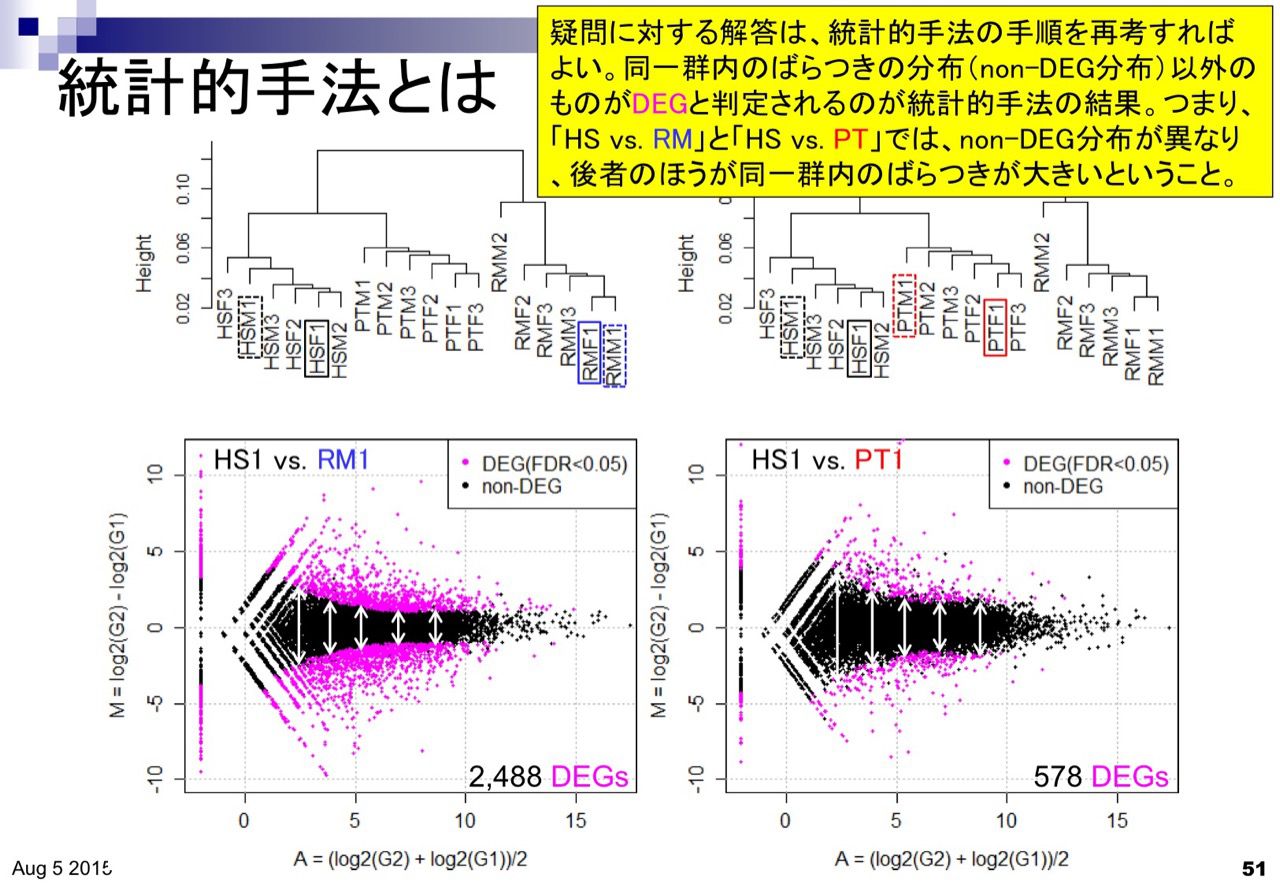 統計的手法とは
疑問に対する解答は、統計的手法の手順を再考すれば
よい。同一群内のばらつきの分布(non-DEG分布)以外の
ものがDEGと判定されるのが統計的手法の結果。つまり、
「HS vs. RM」と「HS vs. PT」では、non-DEG分布が異なり
、後者のほうが同一群内のばらつきが大きいということ。
Height
0.02
0.06
0.10
HSF3
HSM1
HSM3
HSF2
HSF1
HSM2
PTM1
PTM2
PTM3
PTF2
PTF1
PTF3
RMM2
RMF2
RMF3
RMM3
RMF1
RMM1
Height
0.02
0.06
HSF3
HSM1
HSM3
HSF2
HSF1
HSM2
PTM1
PTM2
PTM3
PTF2
PTF1
PTF3
RMM2
RMF2
RMF3
RMM3
RMF1
RMM1
HS1 vs. RM1
DEG(FDR<0.05)
non-DEG
M = log2(G2) - log2(G1)
10
5
0
-5
-10
2,488 DEGs
0 5 10 15
A = (log2(G2) + log2(G1))/2
HS1 vs. PT1
DEG(FDR<0.05)
non-DEG
M = log2(G2) - log2(G1)
10
5
0
-5
-10
578 DEGs
0 5 10 15
A = (log2(G2) + log2(G1))/2
Aug 5 2015
51